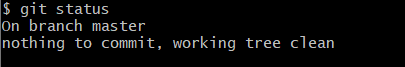 $ git status
On branch master
nothing to commit, working tree clean